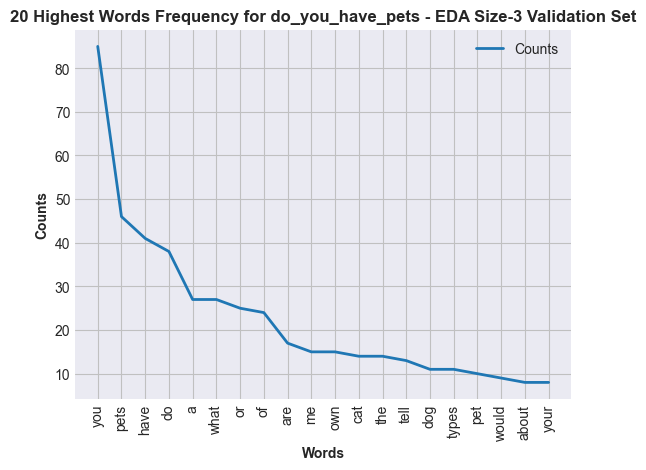 20 Highest Words Frequency for do_you_have_pets - EDA Size-3 Validation Set
Counts
80
70
60
50
40
30
20
10
Counts
you
pets
have
do
a
what
or
of
are
me
own
cat
the
tell
dog
types
pet
would
about
your
Words